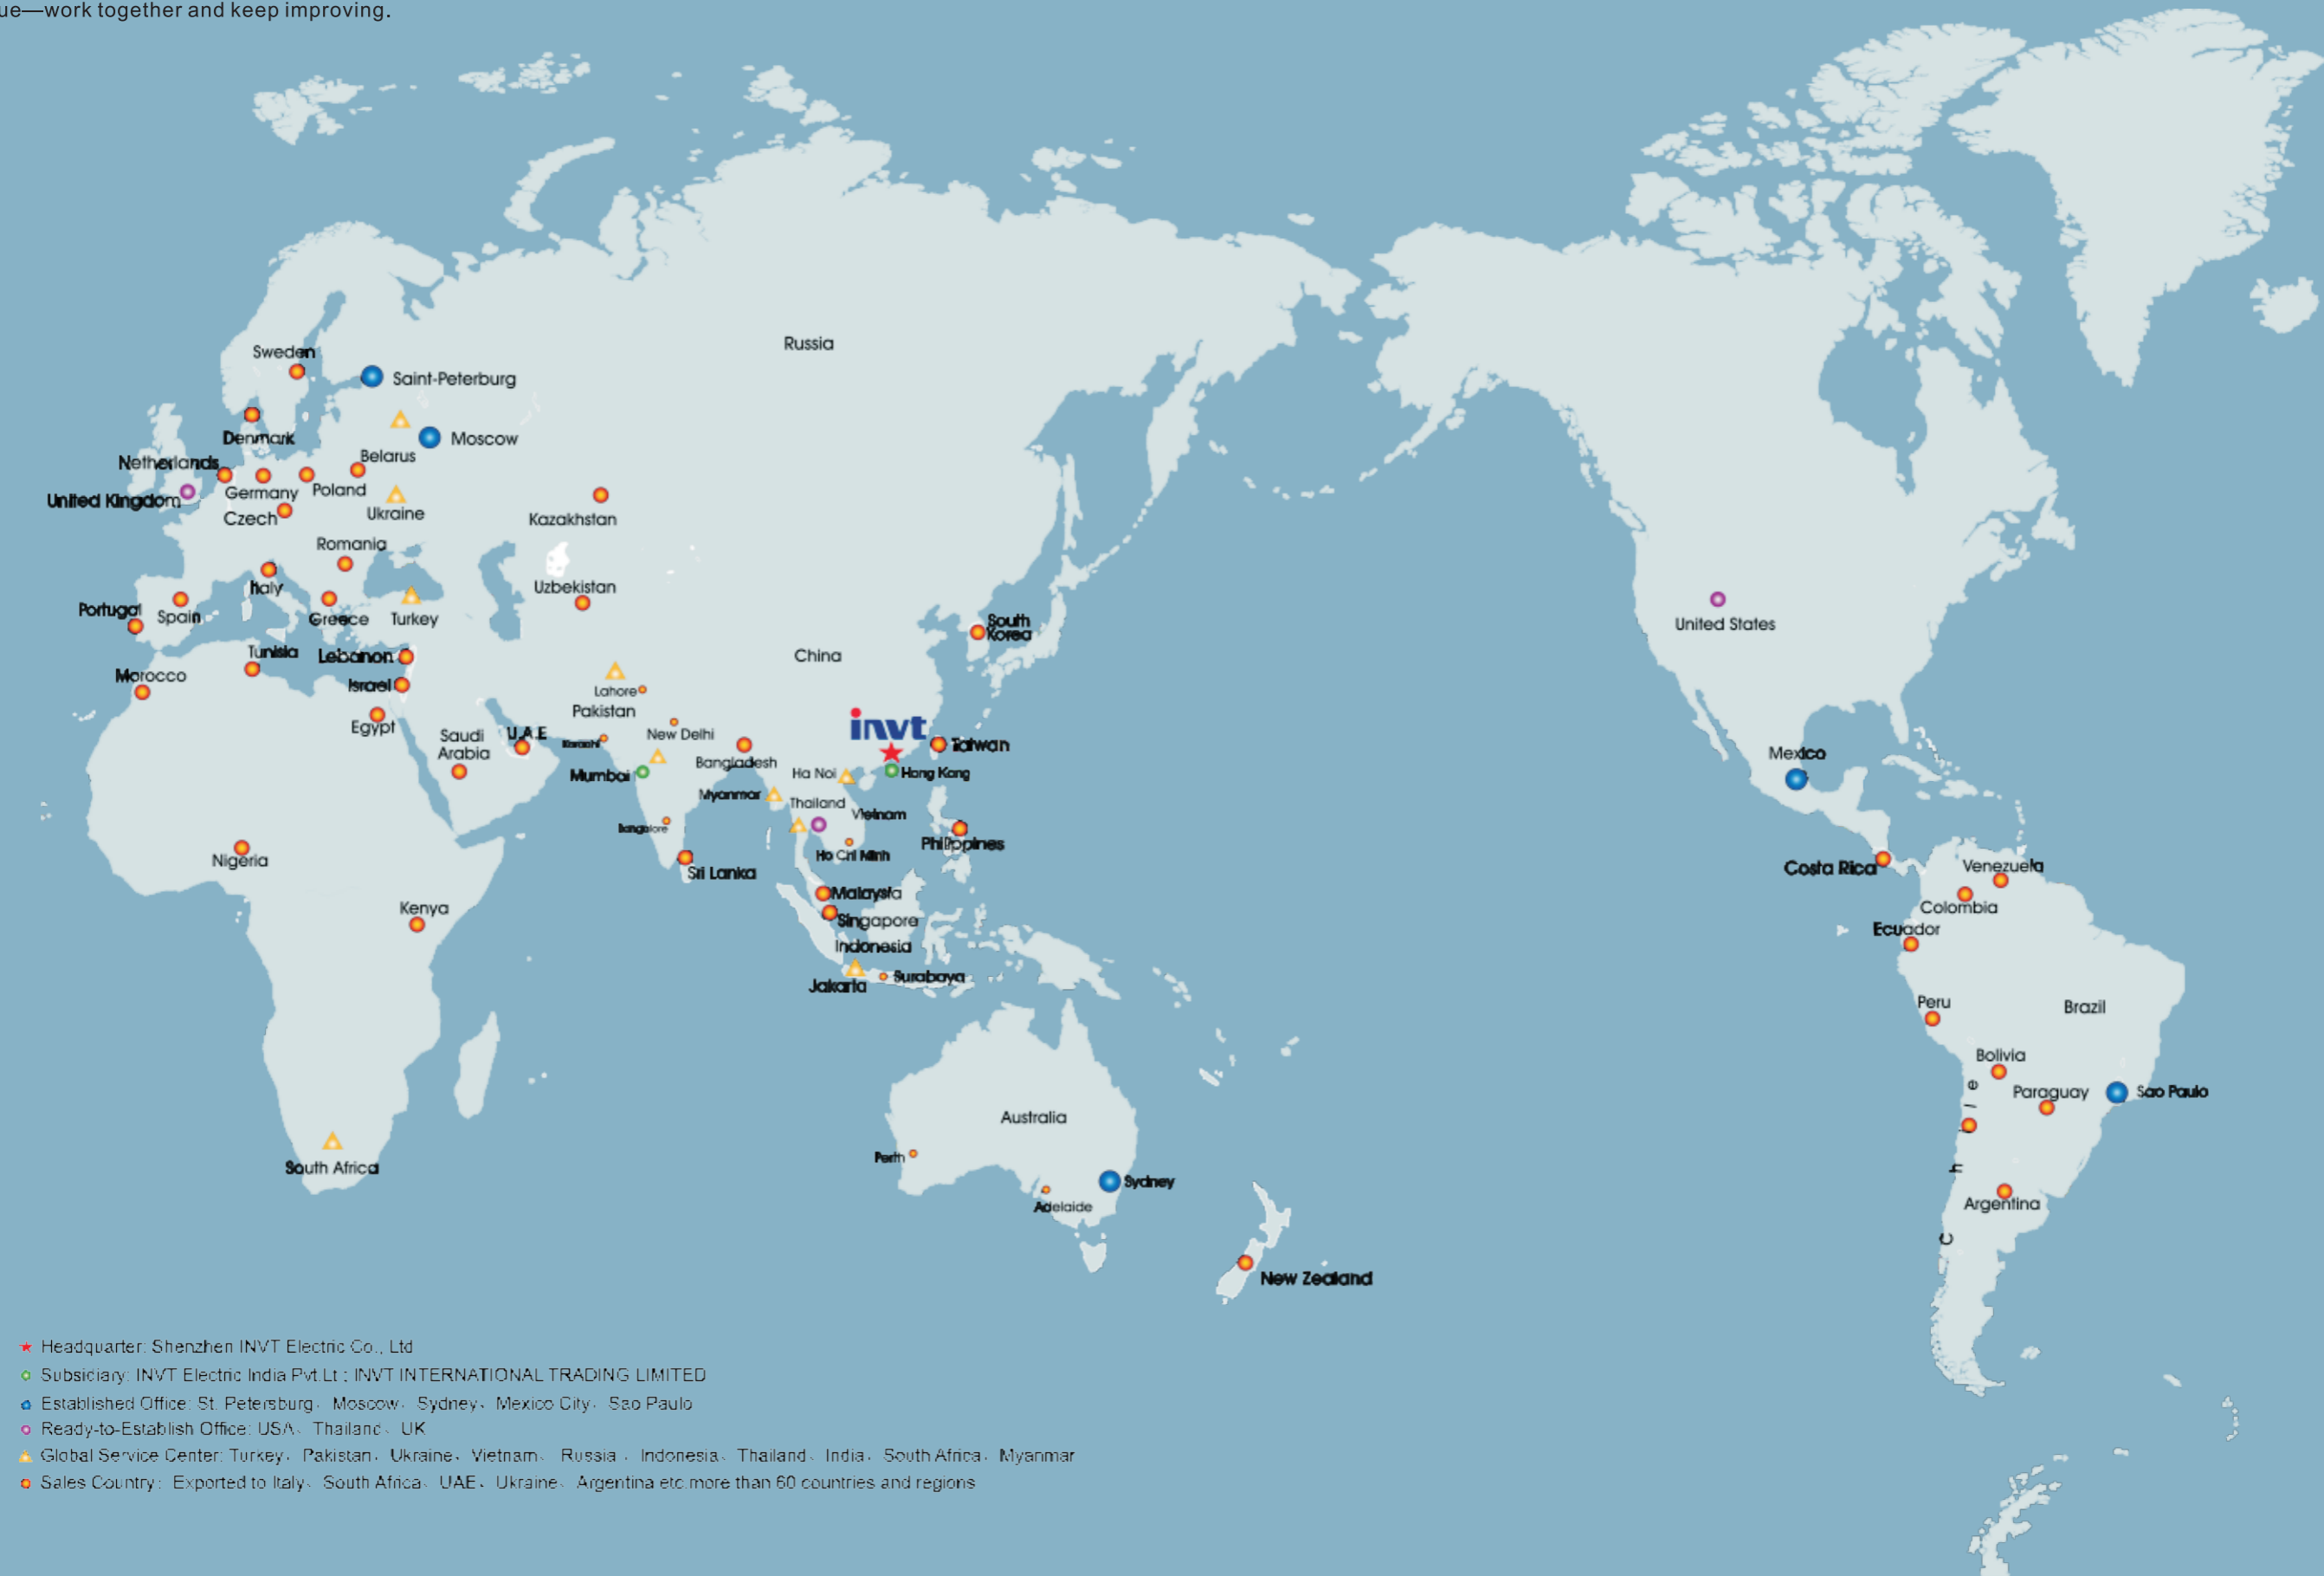 ue—work together and keep improving.
Russia
Sweden
Saint-Peterburg
Denmark
Moscow
Belarus
Netherlands
Germany
Poland
United Kingdom
Czech
Ukraine
Kazakhstan
Romania
Italy
Uzbekistan
Portugal
Spain
Greece
Turkey
South
Korea
United States
Tunisia
Lebanon
China
Morocco
Israel
Lahore
Pakistan
Egypt
Saudi
Arabia
U.A.E
New Delhi
invt
Karachi
Taiwan
Mexico
Bangladesh
Mumbai
Ha Noi
Hong Kang
Myanmar
Thailand
Vietnam
Bangalore
Philippines
Ho Chi Minh
Nigeria
Sri Lanka
Costa Rica
Venezuela
Malaysia
Kenya
Singapore
Colombia
Ecuador
Indonesia
Surabaya
Jakarta
Peru
Brazil
Bolivia
Paraguay
Sao Paulo
Chile
Australia
Perth
South Africa
Sydney
Adelaide
Argentina
New Zealand
Headquarter: Shenzhen INVT Electric Co., Ltd
Subsidiary: INVT Electric India Pvt.Lt ; INVT INTERNATIONAL TRADING LIMITED
Established Office: St. Petersburg、Moscow、Sydney、Mexico City、Sao Paulo
Ready-to-Establish Office: USA、Thailand、UK
Global Service Center: Turkey、Pakistan、Ukraine、Vietnam、Russia 、Indonesia、Thailand、India、South Africa、Myanmar
Sales Country： Exported to Italy、South Africa、UAE、Ukraine、Argentina etc.more than 60 countries and regions